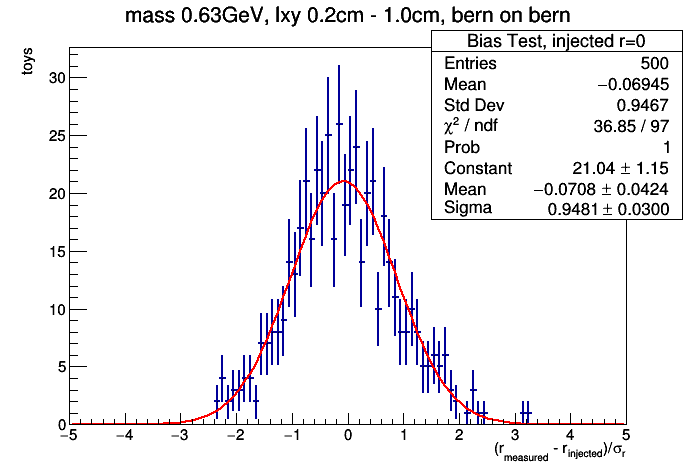 mass 0.63GeV, lxy 0.2cm - 1.0cm, bern on bern
toys
Bias Test, injected r=0
Entries 500
Mean −0.06945
Std Dev 0.9467
χ² / ndf 36.85 / 97
Prob 1
Constant 21.04 ± 1.15
Mean −0.0708 ± 0.0424
Sigma 0.9481 ± 0.0300
30
25
20
15
10
5
0
−5 −4 −3 −2 −1 0 1 2 3 4 5
(r_measured - r_injected)/σ_r